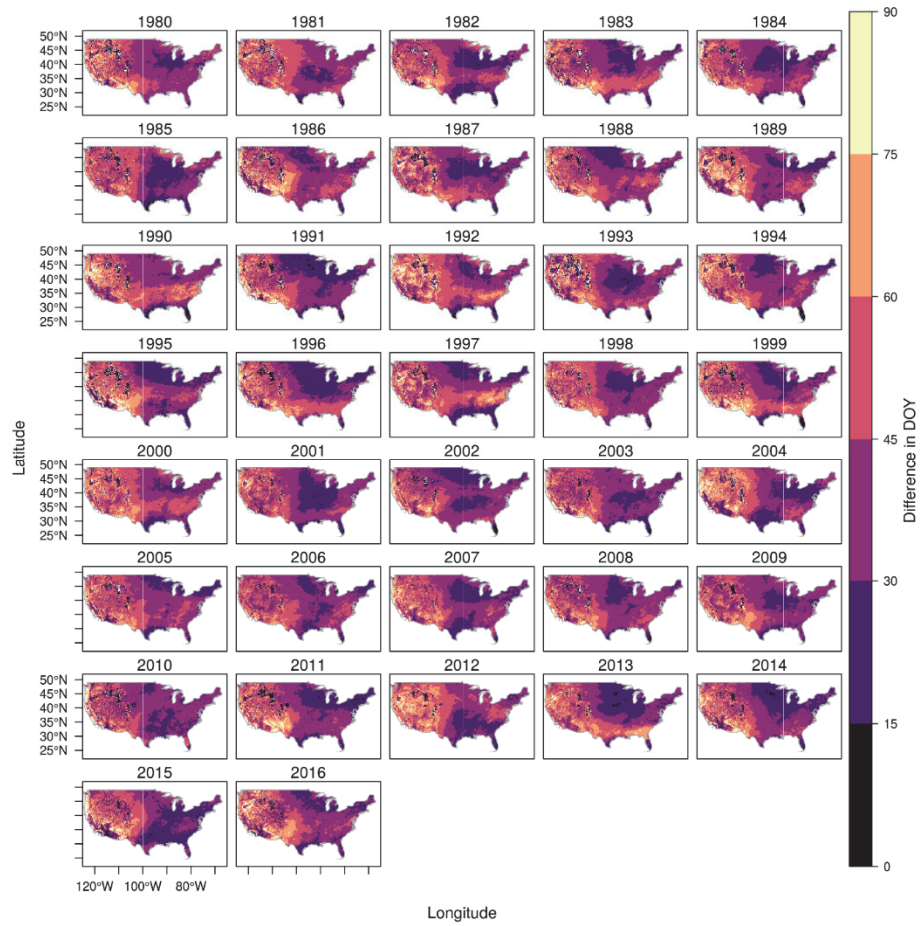 1980 1981 1982 1983 1984
50°N
45°N
40°N
35°N
30°N
25°N
1985 1986 1987 1988 1989
1990 1991 1992 1993 1994
50°N
45°N
40°N
35°N
30°N
25°N
1995 1996 1997 1998 1999
2000 2001 2002 2003 2004
50°N
45°N
40°N
35°N
30°N
25°N
2005 2006 2007 2008 2009
2010 2011 2012 2013 2014
50°N
45°N
40°N
35°N
30°N
25°N
2015 2016
120°W 100°W 80°W
Latitude
Longitude
90
75
60
45
30
15
0
Difference in DOY